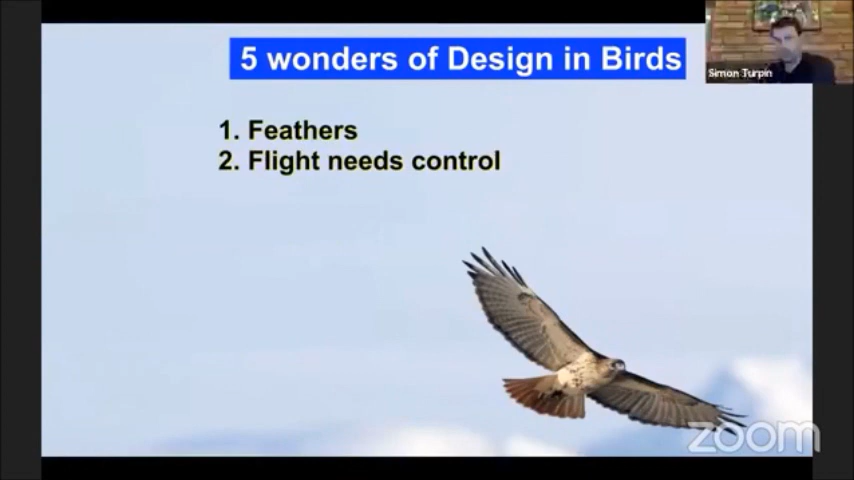 5 wonders of Design in Birds
Simon Turpin
1. Feathers
2. Flight needs control
zoom